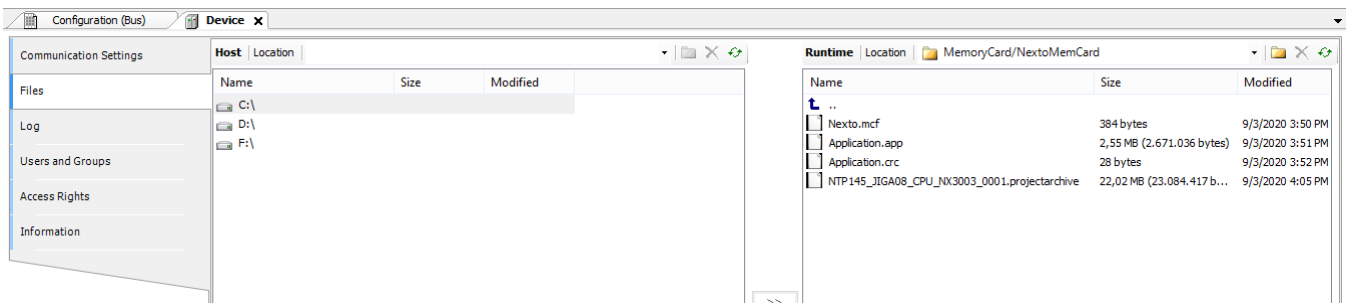 Configuration (Bus) Device X
Communication Settings
Files
Log
Users and Groups
Access Rights
Information
Host Location
Name Size Modified
C:\
D:\
F:\
>>
Runtime Location MemoryCard/NextoMemCard
Name Size Modified
..
Nexto.mcf 384 bytes 9/3/2020 3:50 PM
Application.app 2,55 MB (2.671.036 bytes) 9/3/2020 3:51 PM
Application.crc 28 bytes 9/3/2020 3:52 PM
NTP145_JIGA08_CPU_NX3003_0001.projectarchive 22,02 MB (23.084.417 b... 9/3/2020 4:05 PM